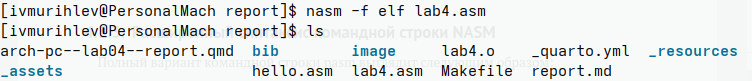 [ivmurihlev@PersonalMach report]$ nasm -f elf lab4.asm
[ivmurihlev@PersonalMach report]$ ls
arch-pc--lab04--report.qmd bib image lab4.o _quarto.yml _resources
_assets hello.asm lab4.asm Makefile report.md